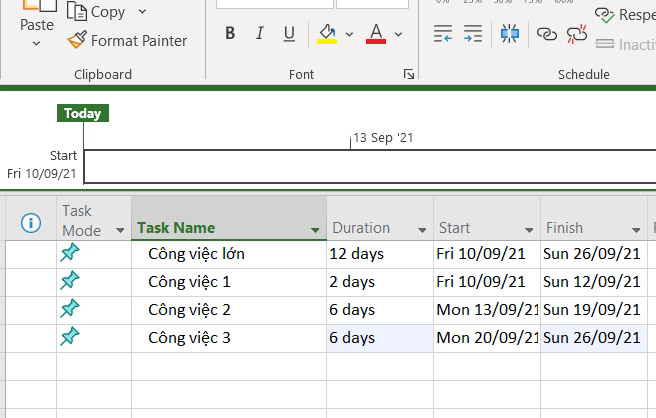 Copy
Paste
Format Painter
B I U A
Clipboard
Font
Schedule
Today
13 Sep '21
Start
Fri 10/09/21
Task Mode Task Name Duration Start Finish
Công việc lớn 12 days Fri 10/09/21 Sun 26/09/21
Công việc 1 2 days Fri 10/09/21 Sun 12/09/21
Công việc 2 6 days Mon 13/09/21 Sun 19/09/21
Công việc 3 6 days Mon 20/09/21 Sun 26/09/21